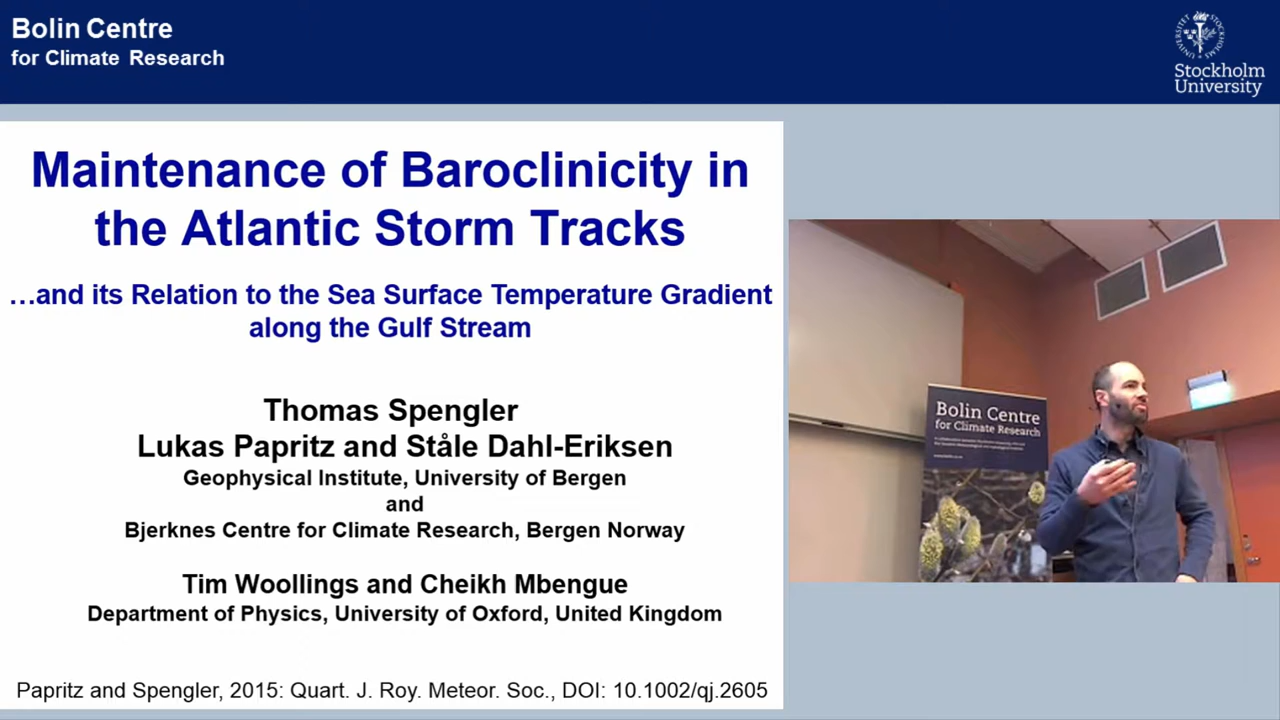 Bolin Centre
for Climate Research
STOCKHOLMS
UNIVERSITET
Stockholm
University
Maintenance of Baroclinicity in
the Atlantic Storm Tracks
…and its Relation to the Sea Surface Temperature Gradient
along the Gulf Stream
Thomas Spengler
Lukas Papritz and Ståle Dahl-Eriksen
Geophysical Institute, University of Bergen
and
Bjerknes Centre for Climate Research, Bergen Norway
Tim Woollings and Cheikh Mbengue
Department of Physics, University of Oxford, United Kingdom
Papritz and Spengler, 2015: Quart. J. Roy. Meteor. Soc., DOI: 10.1002/qj.2605
Bolin Centre
for Climate Research